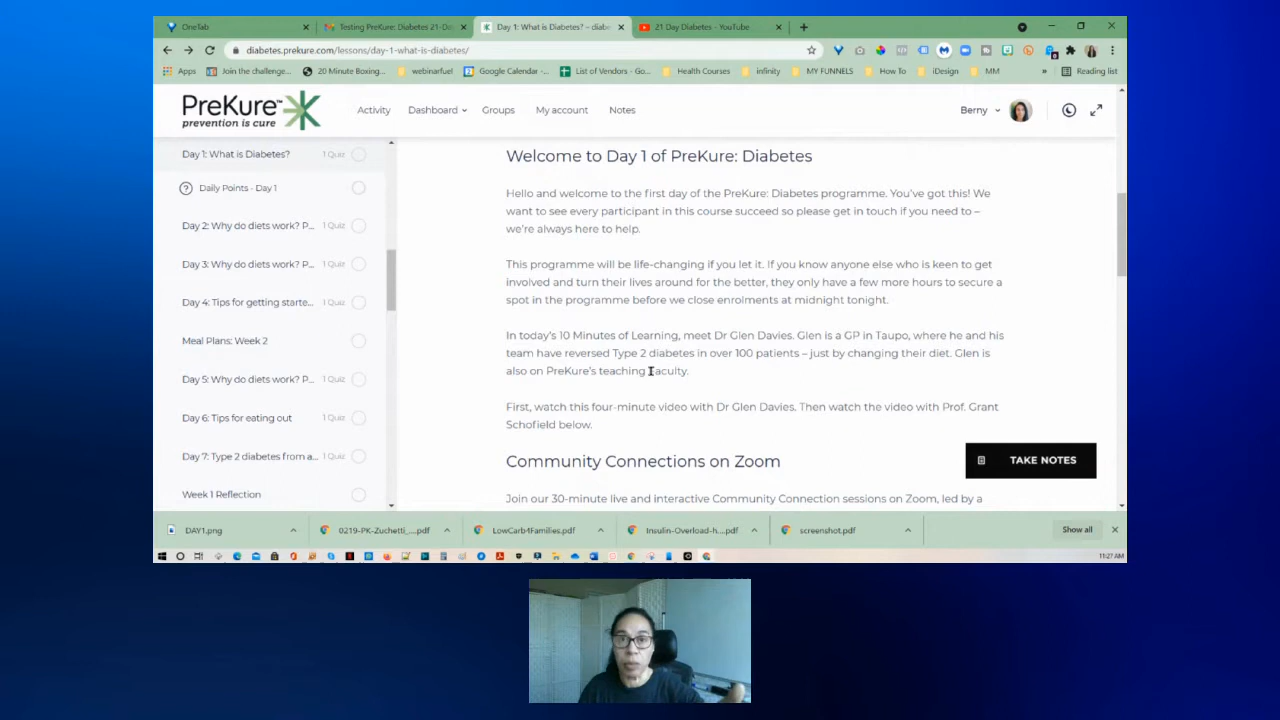 OneTab
Testing PreKure: Diabetes 21-Da
Day 1: What is Diabetes? – diabe
21 Day Diabetes - YouTube
diabetes.prekure.com/lessons/day-1-what-is-diabetes/
Apps
Join the challenge...
20 Minute Boxing...
webinarfuel
Google Calendar -...
List of Vendors - Go...
Health Courses
infinity
MY FUNNELS
How To
iDesign
MM
»
Reading list
PreKure™
prevention is cure
Activity
Dashboard
Groups
My account
Notes
Berny
Day 1: What is Diabetes?
1 Quiz
Daily Points - Day 1
Day 2: Why do diets work? P...
1 Quiz
Day 3: Why do diets work? P...
1 Quiz
Day 4: Tips for getting starte...
1 Quiz
Meal Plans: Week 2
Day 5: Why do diets work? P...
1 Quiz
Day 6: Tips for eating out
1 Quiz
Day 7: Type 2 diabetes from a...
1 Quiz
Week 1 Reflection
Welcome to Day 1 of PreKure: Diabetes
Hello and welcome to the first day of the PreKure: Diabetes programme. You've got this! We
want to see every participant in this course succeed so please get in touch if you need to –
we're always here to help.
This programme will be life-changing if you let it. If you know anyone else who is keen to get
involved and turn their lives around for the better, they only have a few more hours to secure a
spot in the programme before we close enrolments at midnight tonight.
In today's 10 Minutes of Learning, meet Dr Glen Davies. Glen is a GP in Taupo, where he and his
team have reversed Type 2 diabetes in over 100 patients – just by changing their diet. Glen is
also on PreKure's teaching Faculty.
First, watch this four-minute video with Dr Glen Davies. Then watch the video with Prof. Grant
Schofield below.
TAKE NOTES
Community Connections on Zoom
Join our 30-minute live and interactive Community Connection sessions on Zoom, led by a
DAY1.png
0219-PK-Zuchetti_....pdf
LowCarb4Families.pdf
Insulin-Overload-h....pdf
screenshot.pdf
Show all
11:27 AM